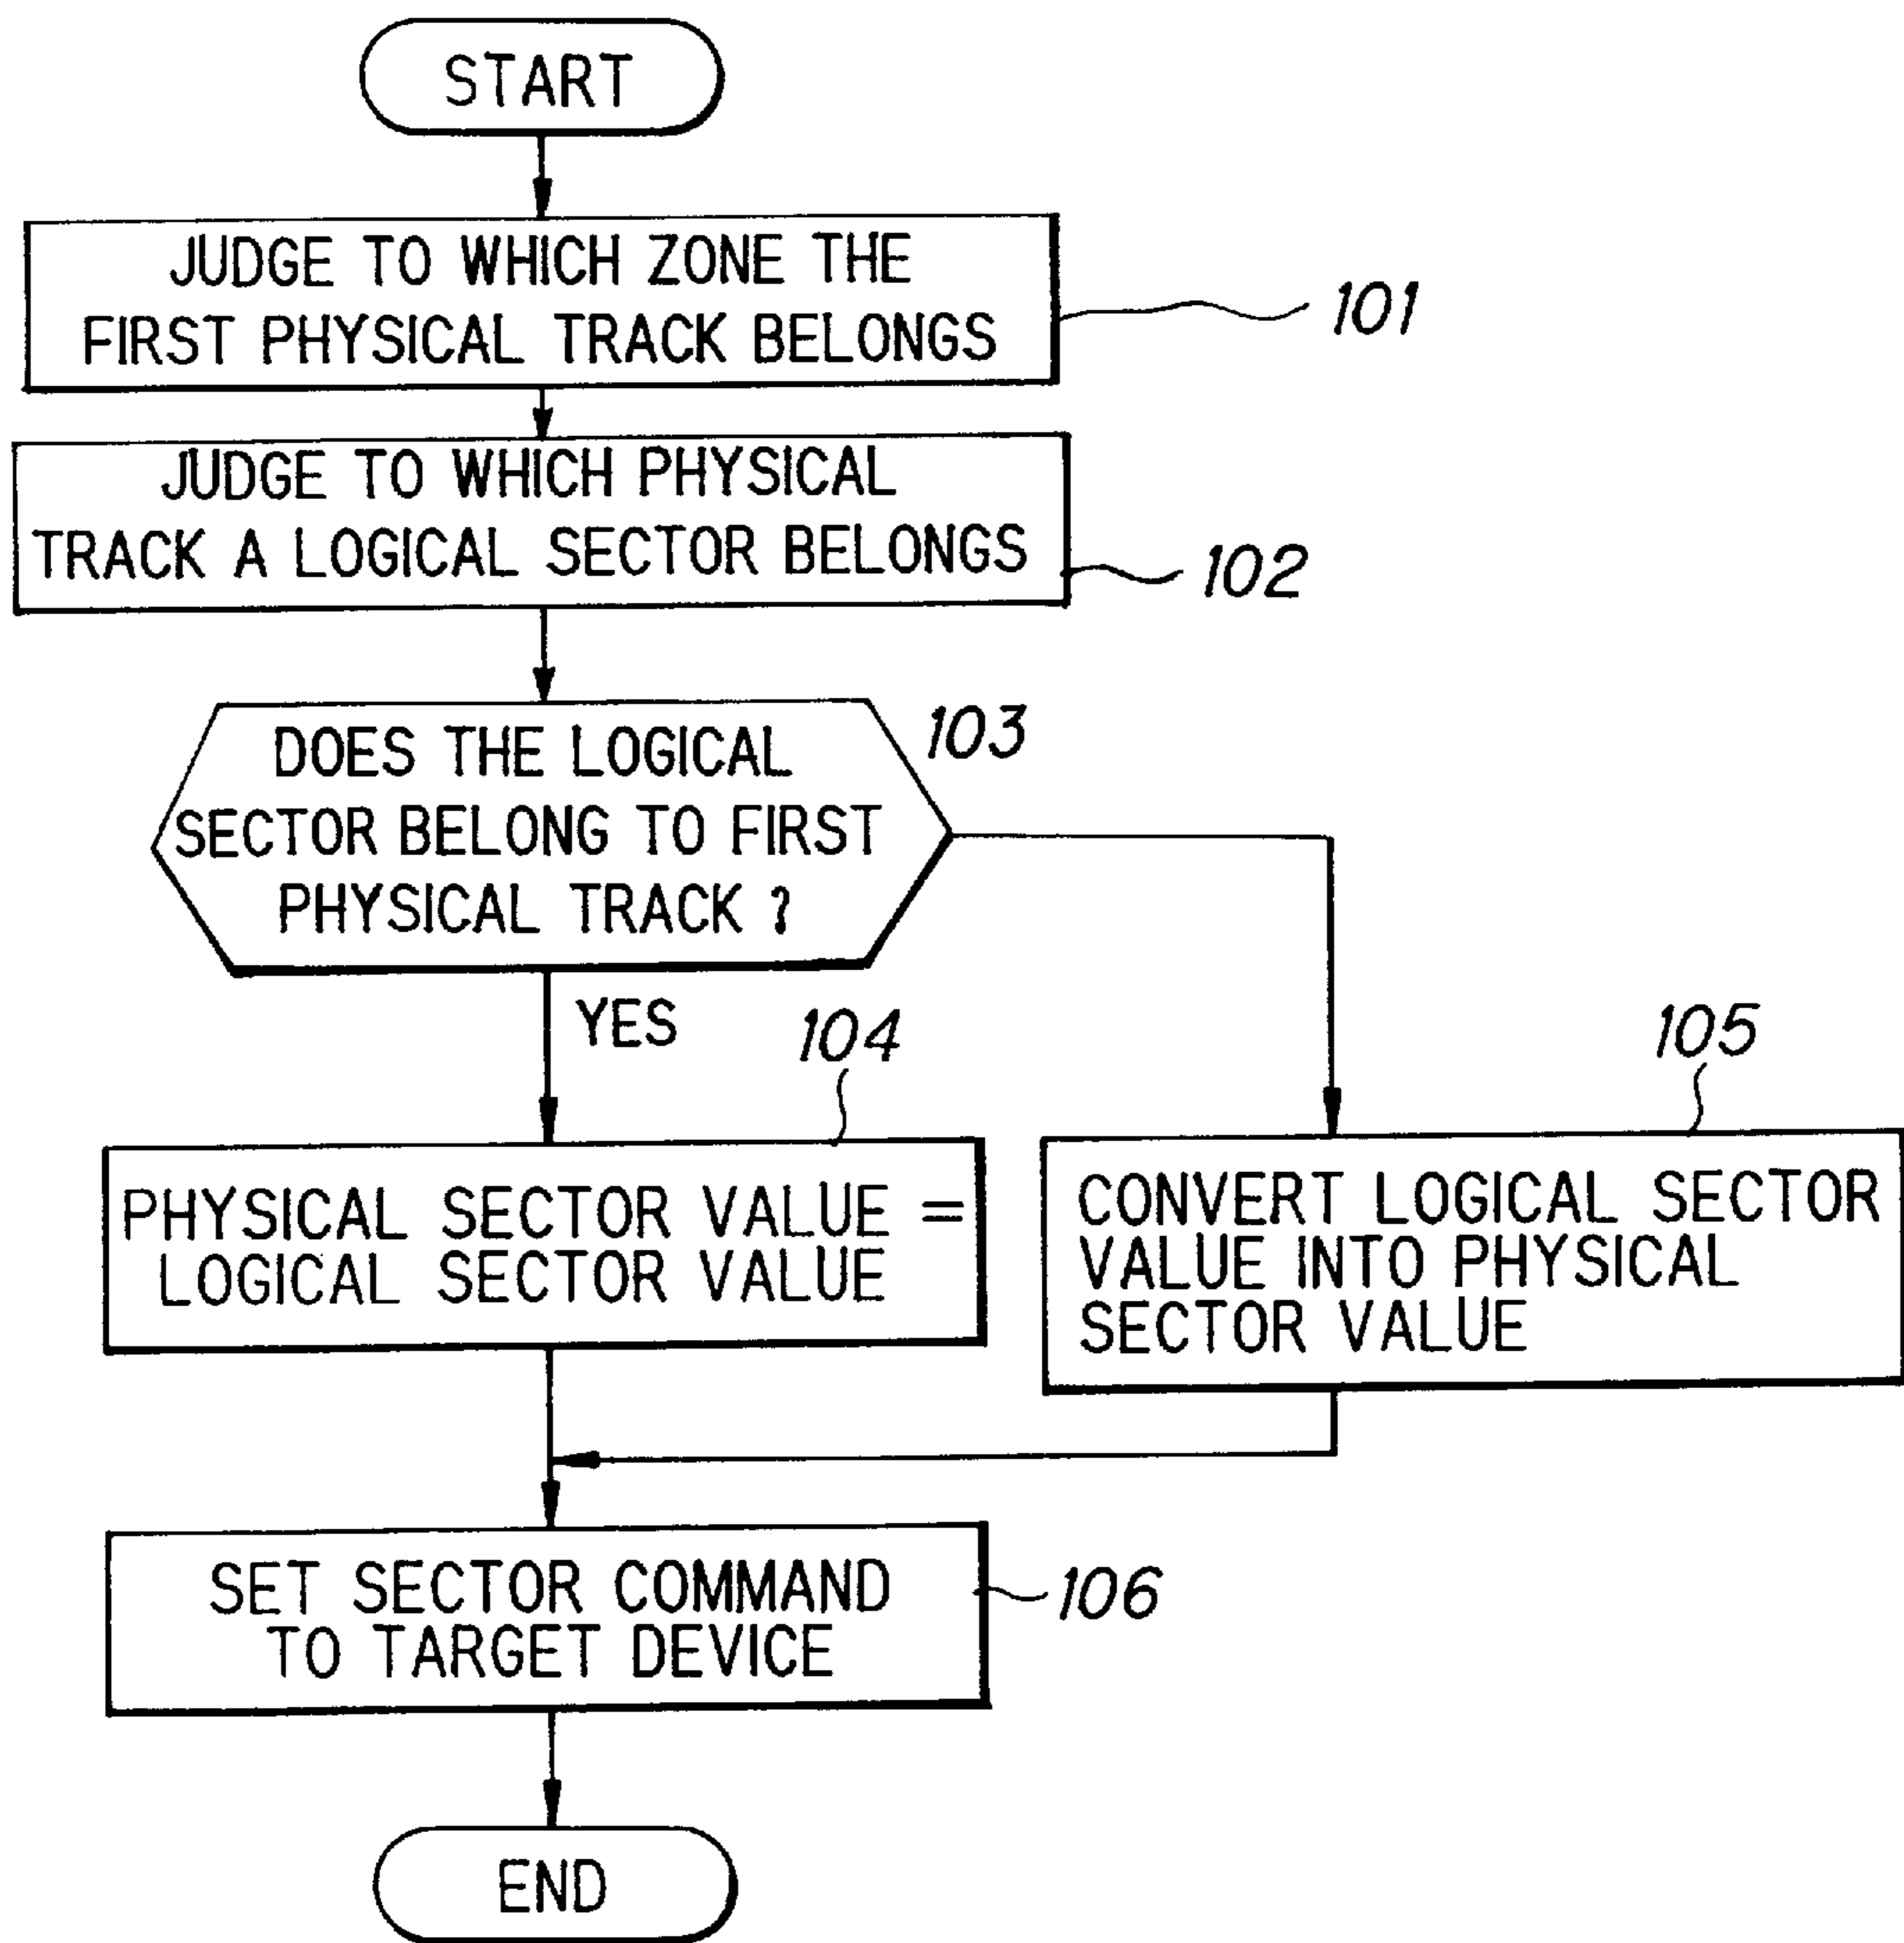 START
JUDGE TO WHICH ZONE THE
FIRST PHYSICAL TRACK BELONGS
101
JUDGE TO WHICH PHYSICAL
TRACK A LOGICAL SECTOR BELONGS
102
DOES THE LOGICAL
SECTOR BELONG TO FIRST
PHYSICAL TRACK ?
103
YES
104
105
PHYSICAL SECTOR VALUE =
LOGICAL SECTOR VALUE
CONVERT LOGICAL SECTOR
VALUE INTO PHYSICAL
SECTOR VALUE
SET SECTOR COMMAND
TO TARGET DEVICE
106
END